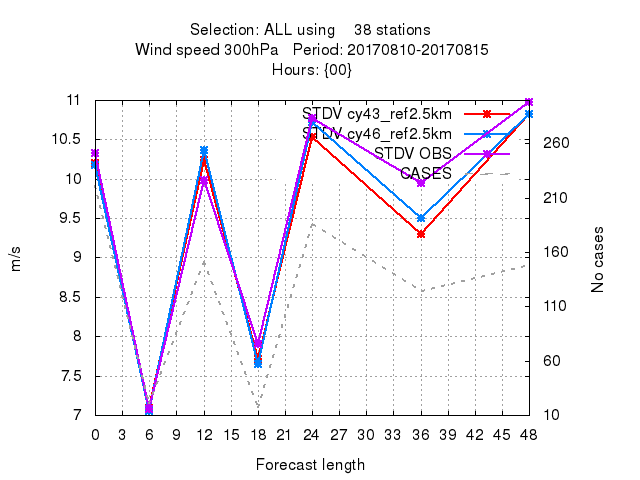 Selection: ALL using 38 stations
Wind speed 300hPa Period: 20170810-20170815
Hours: {00}
STDV cy43_ref2.5km
STDV cy46_ref2.5km
STDV OBS
CASES
11
10.5
10
9.5
9
8.5
8
7.5
7
m/s
260
210
160
110
60
10
No cases
0 3 6 9 12 15 18 21 24 27 30 33 36 39 42 45 48
Forecast length